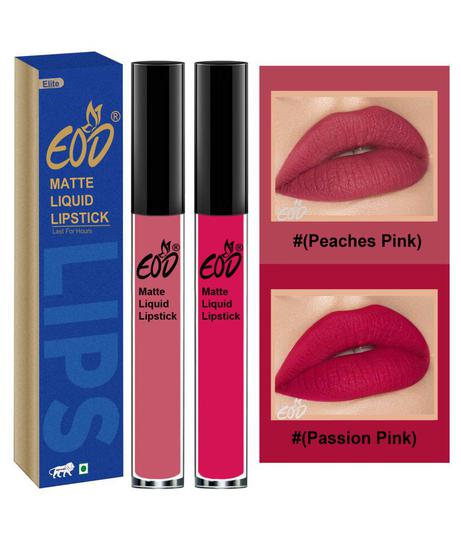 Elite
EOD®
MATTE
LIQUID
LIPSTICK
Last For Hours
LIPS
EOD®
Matte
Liquid
Lipstick
EOD®
Matte
Liquid
Lipstick
EOD
#(Peaches Pink)
EOD
#(Passion Pink)